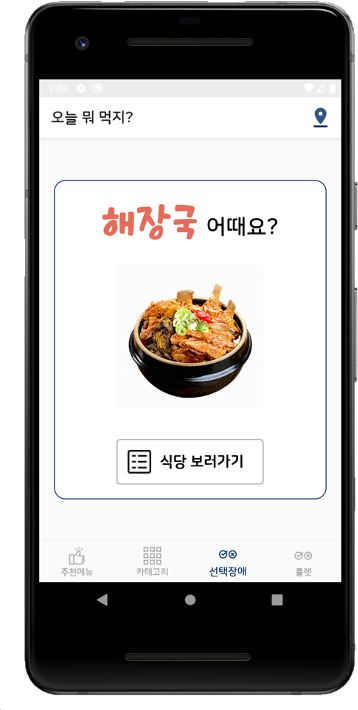 1:49
오늘 뭐 먹지?
해장국 어때요?
식당 보러가기
추천메뉴 카테고리 선택장애 룰렛